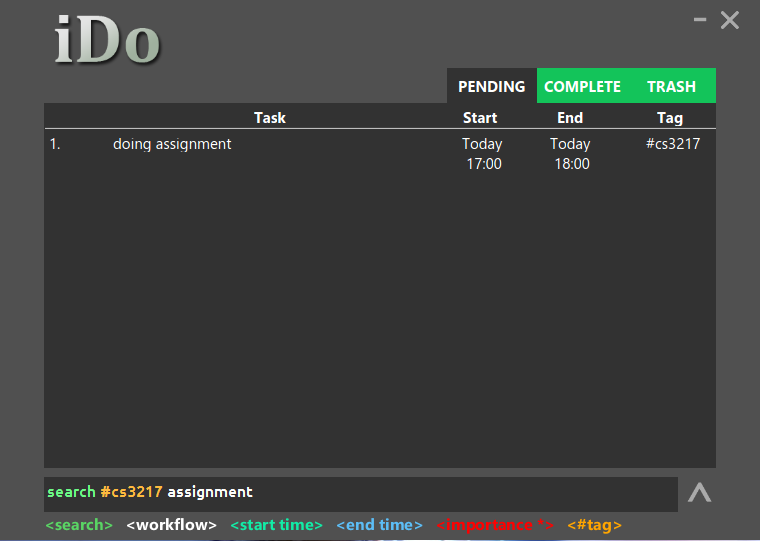 iDo
PENDING COMPLETE TRASH
Task Start End Tag
1. doing assignment Today Today #cs3217
17:00 18:00
search #cs3217 assignment
<search> <workflow> <start time> <end time> <importance *> <#tag>